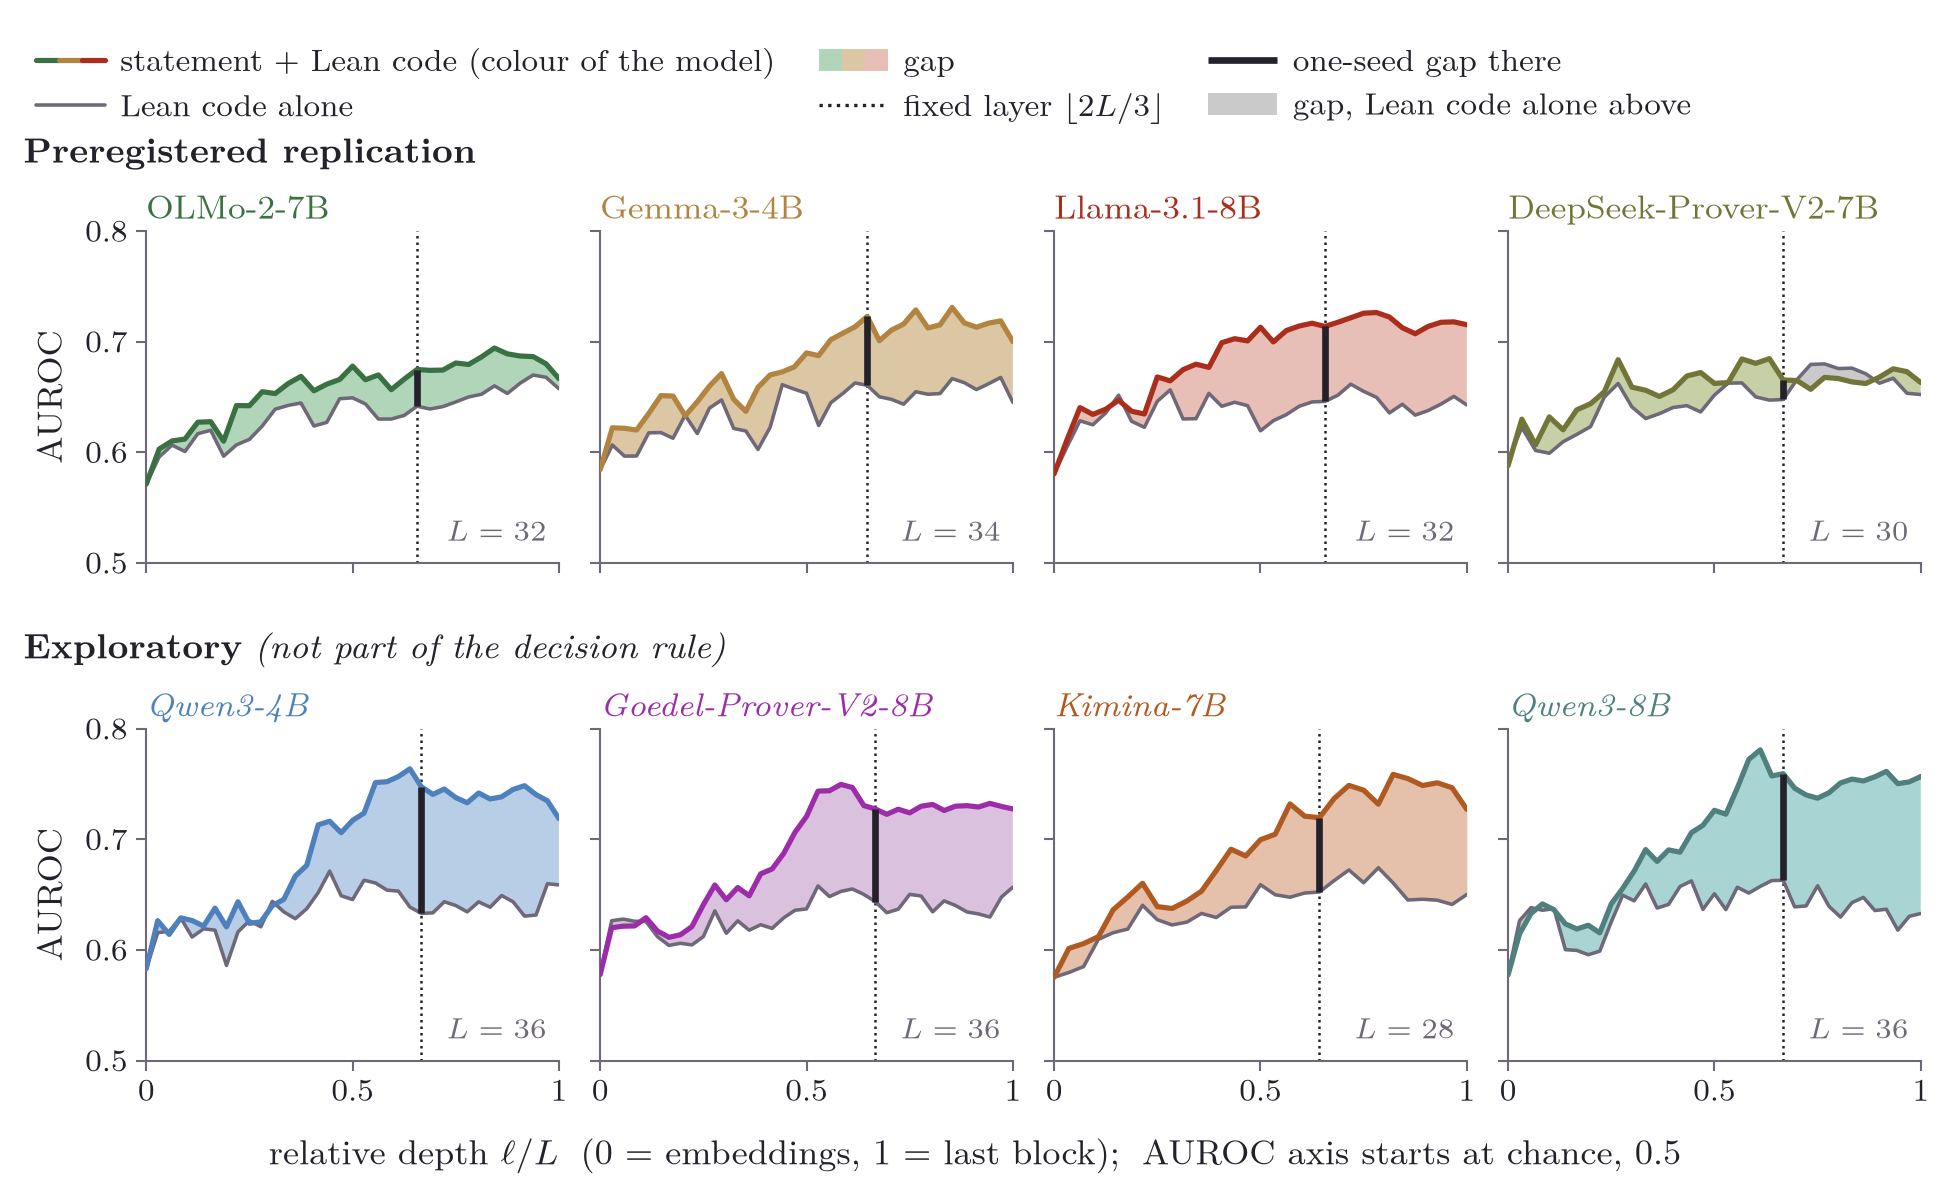 statement + Lean code (colour of the model)
gap
one-seed gap there
Lean code alone
fixed layer ⌊2L/3⌋
gap, Lean code alone above
Preregistered replication
OLMo-2-7B
Gemma-3-4B
Llama-3.1-8B
DeepSeek-Prover-V2-7B
AUROC
0.8
0.7
0.6
0.5
L = 32
L = 34
L = 32
L = 30
Exploratory (not part of the decision rule)
Qwen3-4B
Goedel-Prover-V2-8B
Kimina-7B
Qwen3-8B
AUROC
0.8
0.7
0.6
0.5
L = 36
L = 36
L = 28
L = 36
0 0.5 1
0 0.5 1
0 0.5 1
0 0.5 1
relative depth ℓ/L (0 = embeddings, 1 = last block); AUROC axis starts at chance, 0.5